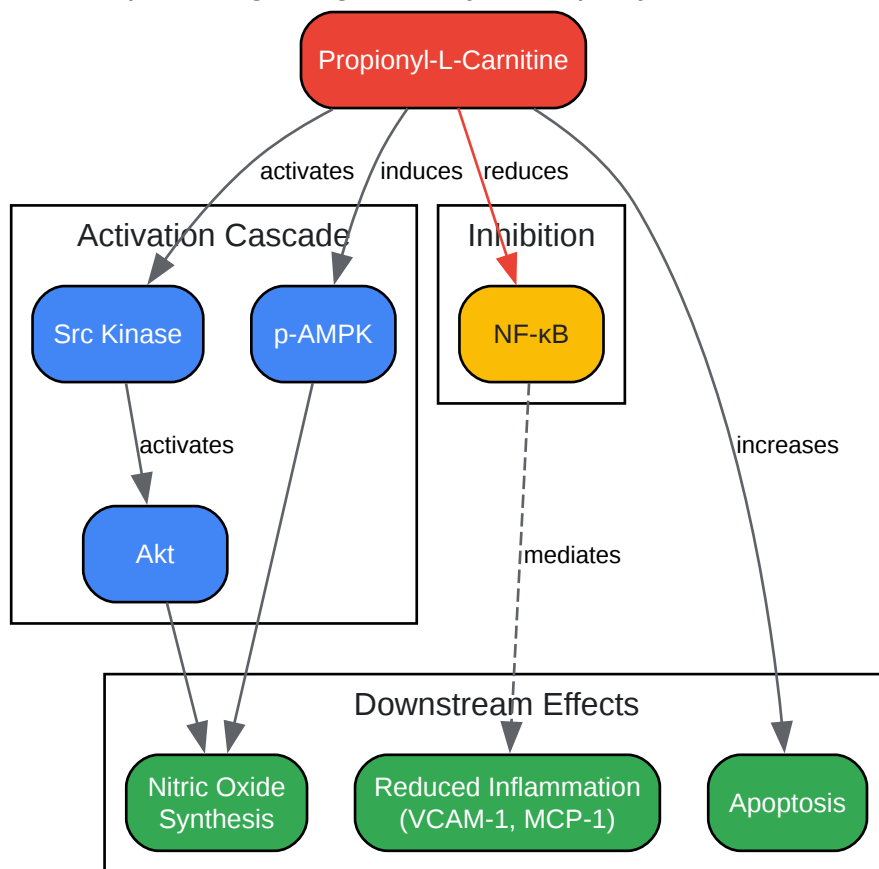 Propionyl-L-Carnitine
activates
induces
reduces
Activation Cascade
Inhibition
Src Kinase
p-AMPK
NF-κB
activates
increases
Akt
mediates
Downstream Effects
Nitric Oxide
Synthesis
Reduced Inflammation
(VCAM-1, MCP-1)
Apoptosis